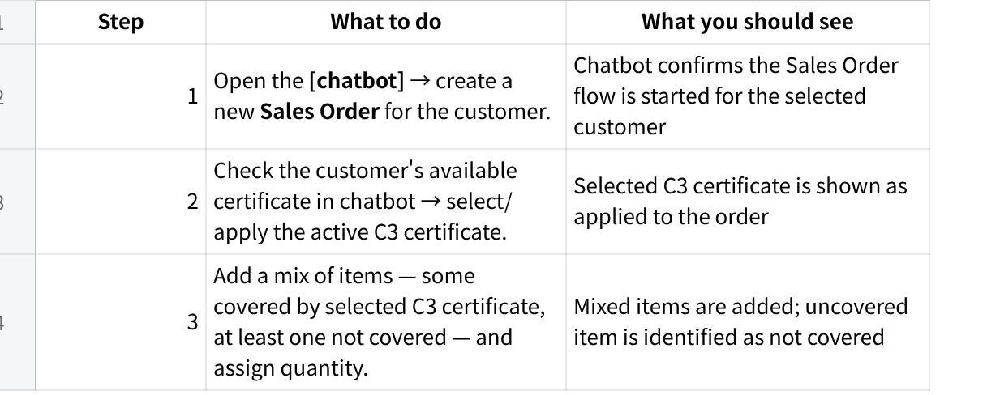 Step
What to do
What you should see
1
Open the [chatbot] → create a
new Sales Order for the customer.
Chatbot confirms the Sales Order
flow is started for the selected
customer
2
Check the customer's available
certificate in chatbot → select/
apply the active C3 certificate.
Selected C3 certificate is shown as
applied to the order
3
Add a mix of items — some
covered by selected C3 certificate,
at least one not covered — and
assign quantity.
Mixed items are added; uncovered
item is identified as not covered